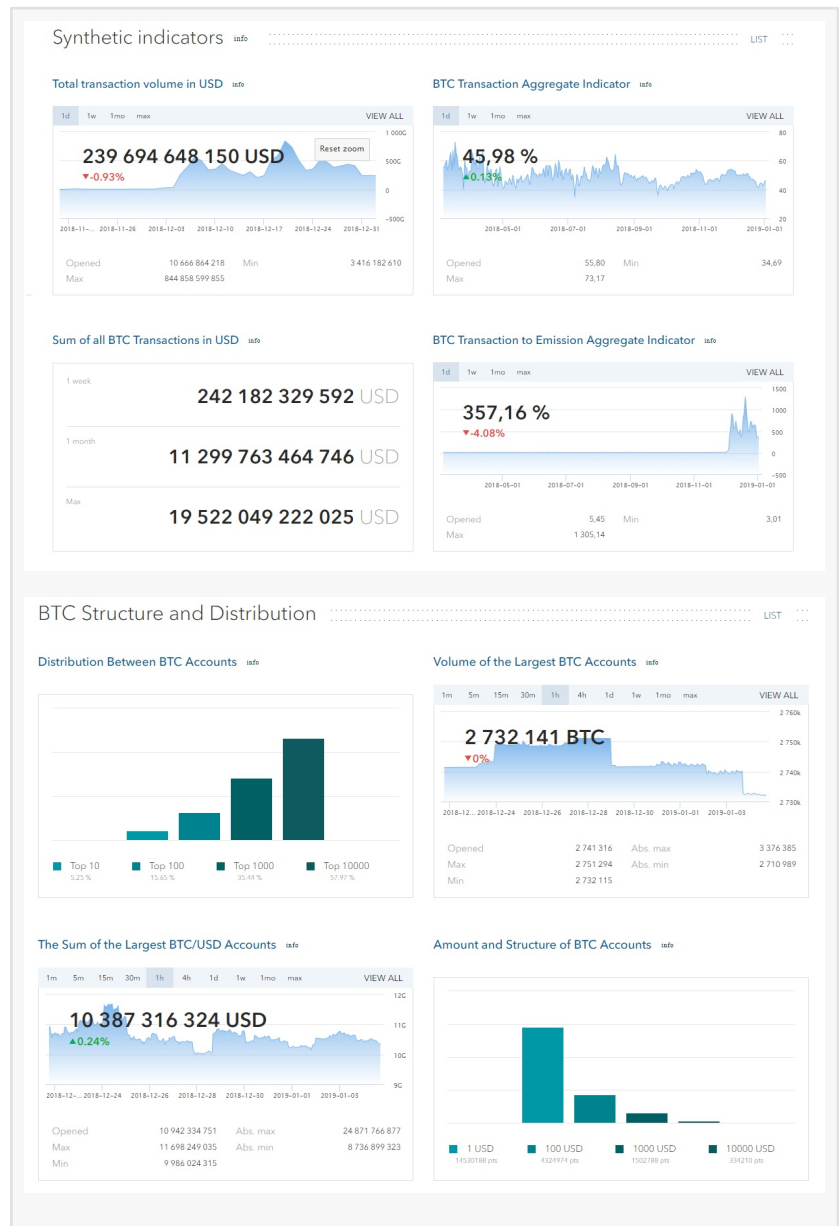 Synthetic indicators info LIST
Total transaction volume in USD info
1d 1w 1mo max VIEW ALL
1 000G
239 694 648 150 USD
Reset zoom
▼-0.93%
500G
0
-500G
2018-11-... 2018-11-26 2018-12-03 2018-12-10 2018-12-17 2018-12-24 2018-12-31
Opened 10 666 864 218 Min 3 416 182 610
Max 844 858 599 855
BTC Transaction Aggregate Indicator info
1d 1w 1mo max VIEW ALL
80
45,98 %
60
▲0.13%
40
20
2018-05-01 2018-07-01 2018-09-01 2018-11-01 2019-01-01
Opened 55,80 Min 34,69
Max 73,17
Sum of all BTC Transactions in USD info
1 week
242 182 329 592 USD
1 month
11 299 763 464 746 USD
Max
19 522 049 222 025 USD
BTC Transaction to Emission Aggregate Indicator info
1d 1w 1mo max VIEW ALL
1500
357,16 %
1000
▼-4.08%
500
0
-500
2018-05-01 2018-07-01 2018-09-01 2018-11-01 2019-01-01
Opened 5,45 Min 3,01
Max 1 305,14
BTC Structure and Distribution LIST
Distribution Between BTC Accounts info
Top 10 Top 100 Top 1000 Top 10000
5.25 % 15.65 % 35.44 % 57.97 %
Volume of the Largest BTC Accounts info
1m 5m 15m 30m 1h 4h 1d 1w 1mo max VIEW ALL
2 760k
2 732 141 BTC
2 750k
▼0%
2 740k
2 730k
2018-12... 2018-12-24 2018-12-26 2018-12-28 2018-12-30 2019-01-01 2019-01-03
Opened 2 741 316 Abs. max 3 376 385
Max 2 751 294 Abs. min 2 710 989
Min 2 732 115
The Sum of the Largest BTC/USD Accounts info
1m 5m 15m 30m 1h 4h 1d 1w 1mo max VIEW ALL
12G
10 387 316 324 USD
11G
▲0.24%
10G
9G
2018-12-... 2018-12-24 2018-12-26 2018-12-28 2018-12-30 2019-01-01 2019-01-03
Opened 10 942 334 751 Abs. max 24 871 766 877
Max 11 698 249 035 Abs. min 8 736 899 323
Min 9 986 024 315
Amount and Structure of BTC Accounts info
1 USD 100 USD 1000 USD 10000 USD
14530188 pts 4324974 pts 1502788 pts 334210 pts